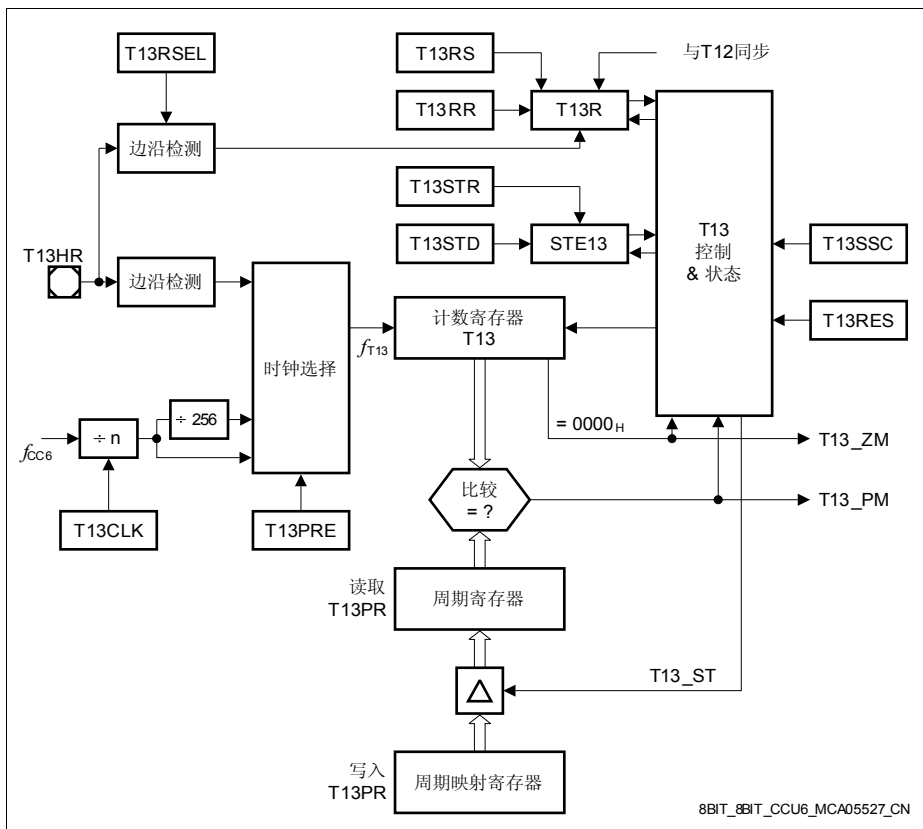 T13RSEL
T13RS
与T12同步
T13RR
T13R
边沿检测
T13STR
T13STD
STE13
T13
控制
& 状态
T13SSC
T13HR
边沿检测
T13RES
计数寄存器
T13
fT13
时钟选择
÷ 256
= 0000H
fCC6
÷ n
T13_ZM
比较
= ?
T13_PM
T13CLK
T13PRE
读取
T13PR
周期寄存器
T13_ST
写入
T13PR
周期映射寄存器
8BIT_8BIT_CCU6_MCA05527_CN